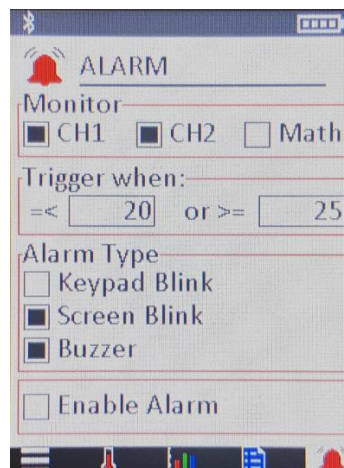 ALARM
Monitor
CH1 CH2 Math
Trigger when:
=< 20 or >= 25
Alarm Type
Keypad Blink
Screen Blink
Buzzer
Enable Alarm